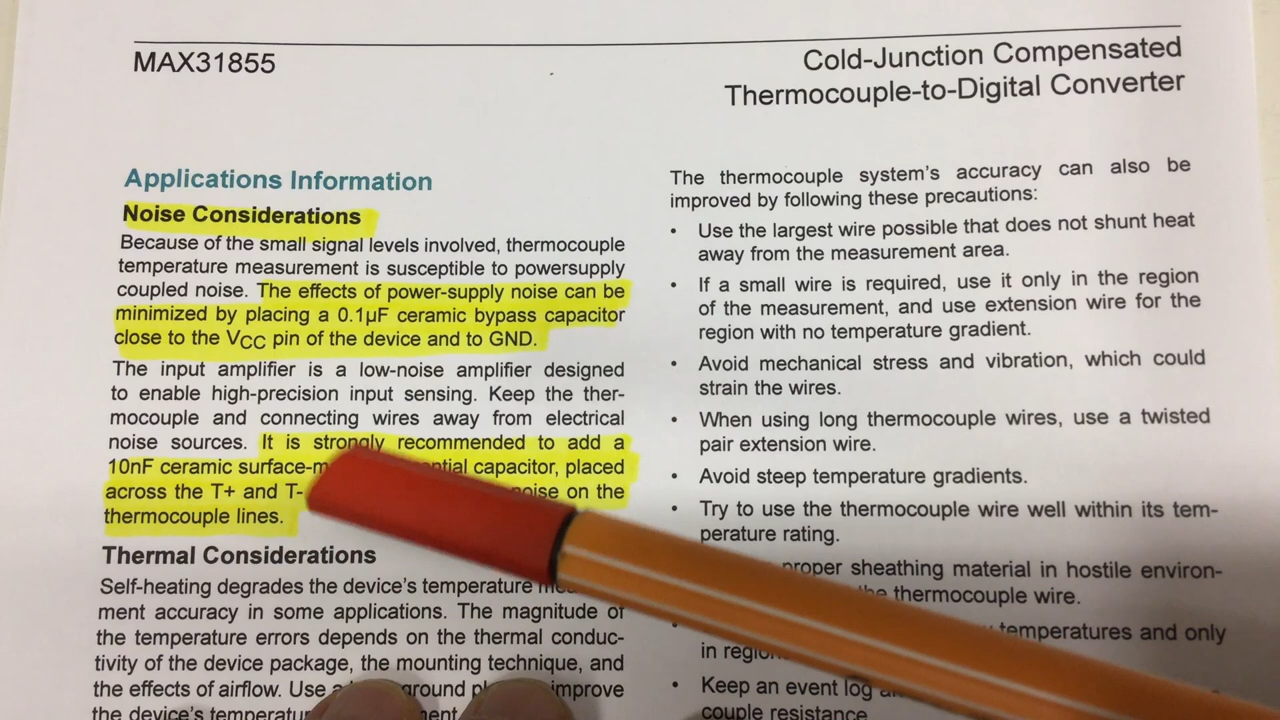 MAX31855
Cold-Junction Compensated
Thermocouple-to-Digital Converter
Applications Information
Noise Considerations
Because of the small signal levels involved, thermocouple
temperature measurement is susceptible to powersupply
coupled noise. The effects of power-supply noise can be
minimized by placing a 0.1µF ceramic bypass capacitor
close to the VCC pin of the device and to GND.
The input amplifier is a low-noise amplifier designed
to enable high-precision input sensing. Keep the ther-
mocouple and connecting wires away from electrical
noise sources. It is strongly recommended to add a
10nF ceramic capacitor, placed
across the T+ and T- noise on the
thermocouple lines.
Thermal Considerations
Self-heating degrades the device's temperature
ment accuracy in some applications. The magnitude of
the temperature errors depends on the thermal conduc-
tivity of the device package, the mounting technique, and
the effects of airflow. Use improve
the device's
The thermocouple system's accuracy can also be
improved by following these precautions:
• Use the largest wire possible that does not shunt heat
away from the measurement area.
• If a small wire is required, use it only in the region
of the measurement, and use extension wire for the
region with no temperature gradient.
• Avoid mechanical stress and vibration, which could
strain the wires.
• When using long thermocouple wires, use a twisted
pair extension wire.
• Avoid steep temperature gradients.
• Try to use the thermocouple wire well within its tem-
perature rating.
proper sheathing material in hostile environ-
the thermocouple wire.
• temperatures and only
in
• Keep an event log
couple resistance